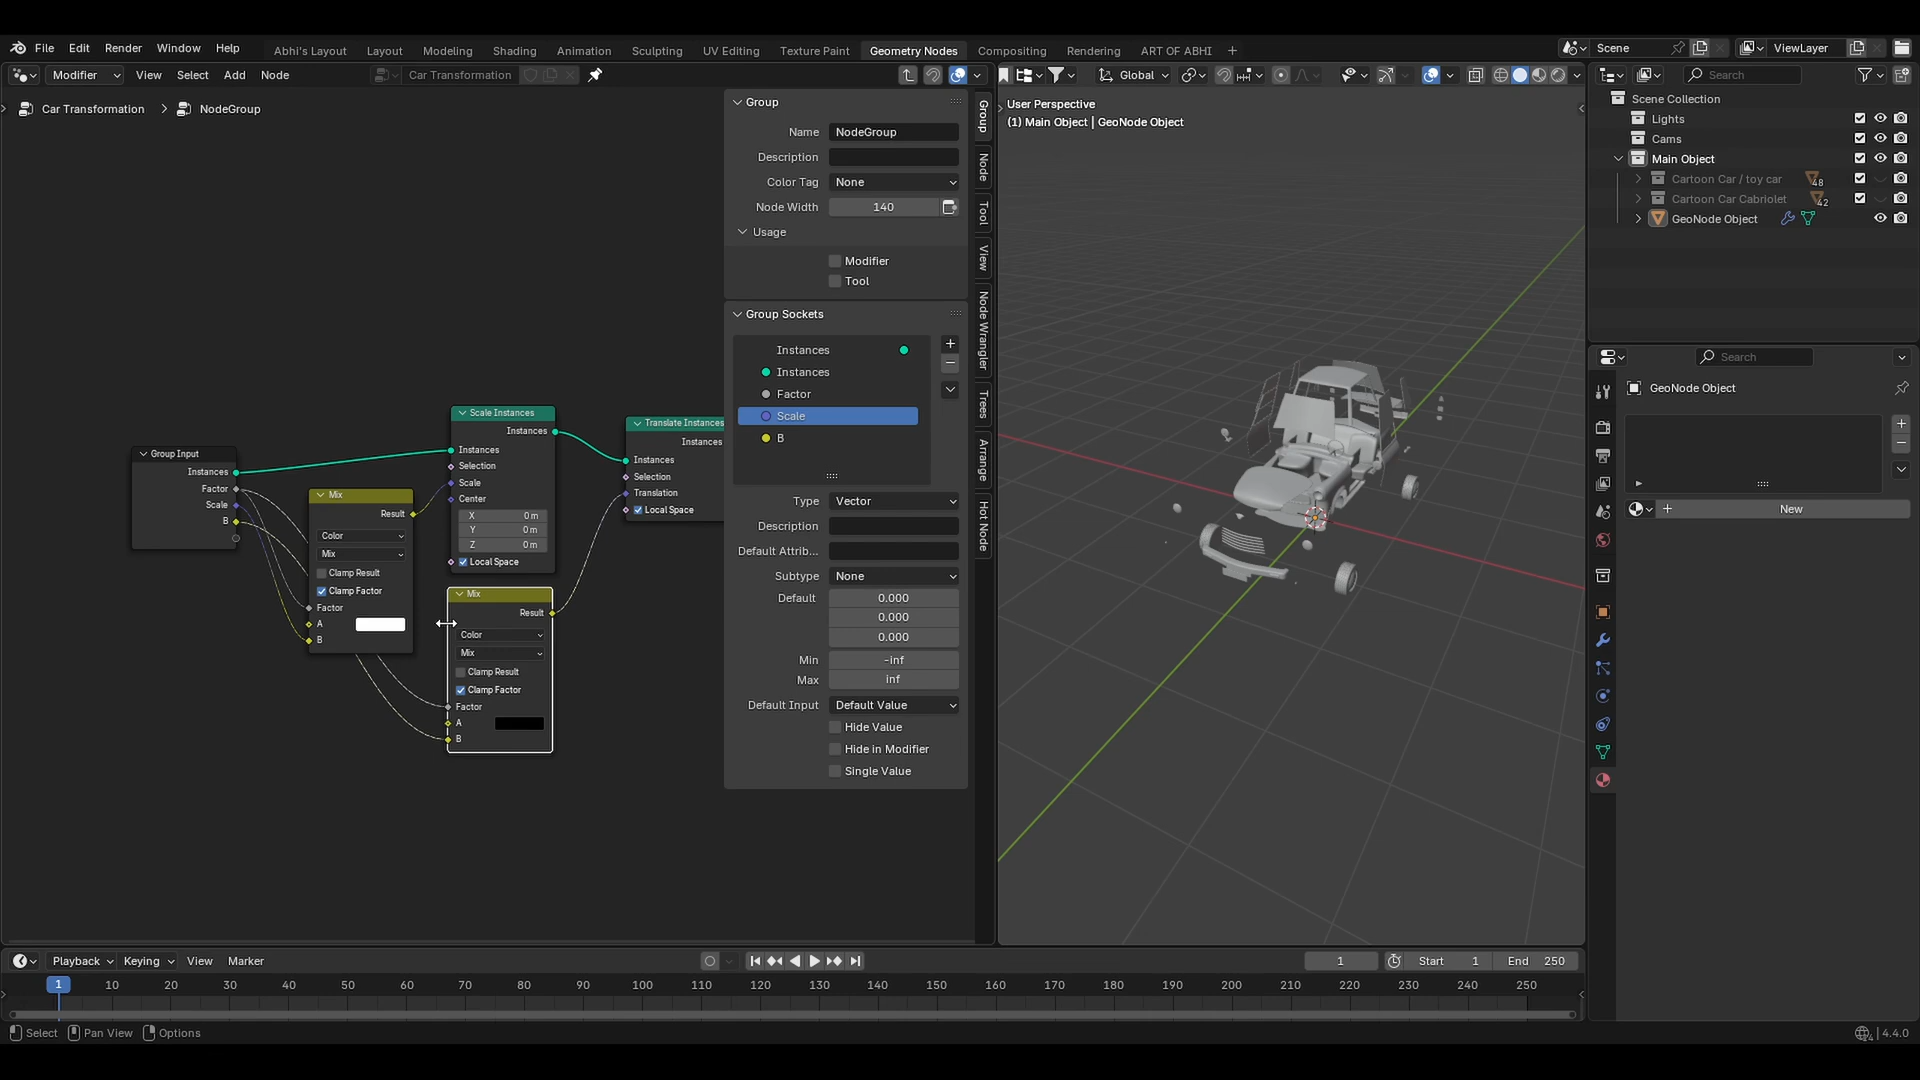 File Edit Render Window Help
Abhi's Layout Layout Modeling Shading Animation Sculpting UV Editing Texture Paint Geometry Nodes Compositing Rendering ART OF ABHI +
Scene
ViewLayer
Modifier View Select Add Node
Car Transformation
Global
Search
Car Transformation > NodeGroup
Group
Name NodeGroup
Description
Color Tag None
Node Width 140
Usage
Modifier
Tool
Group Sockets
Instances
Instances
Factor
Scale
B
Type Vector
Description
Default Attrib...
Subtype None
Default 0.000
0.000
0.000
Min -inf
Max inf
Default Input Default Value
Hide Value
Hide in Modifier
Single Value
Group
Node
Tool
View
Node Wrangler
Trees
Arrange
Hot Node
Group Input
Instances
Factor
Scale
B
Mix
Result
Color
Mix
Clamp Result
Clamp Factor
Factor
A
B
Scale Instances
Instances
Instances
Selection
Scale
Center
X 0 m
Y 0 m
Z 0 m
Local Space
Mix
Result
Color
Mix
Clamp Result
Clamp Factor
Factor
A
B
Translate Instances
Instances
Instances
Selection
Translation
Local Space
User Perspective
(1) Main Object | GeoNode Object
Scene Collection
Lights
Cams
Main Object
Cartoon Car / toy car 48
Cartoon Car Cabriolet 42
GeoNode Object
Search
GeoNode Object
New
Playback Keying View Marker
1
Start 1
End 250
1 10 20 30 40 50 60 70 80 90 100 110 120 130 140 150 160 170 180 190 200 210 220 230 240 250
Select Pan View Options
4.4.0